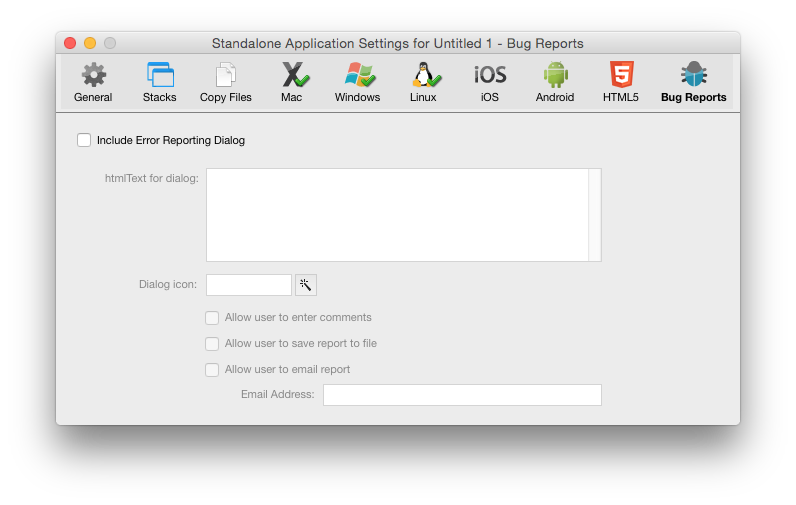 Standalone Application Settings for Untitled 1 - Bug Reports
iOS 5
General Stacks Copy Files Mac Windows Linux iOS Android HTML5 Bug Reports
Include Error Reporting Dialog
htmlText for dialog:
Dialog icon:
Allow user to enter comments
Allow user to save report to file
Allow user to email report
Email Address: